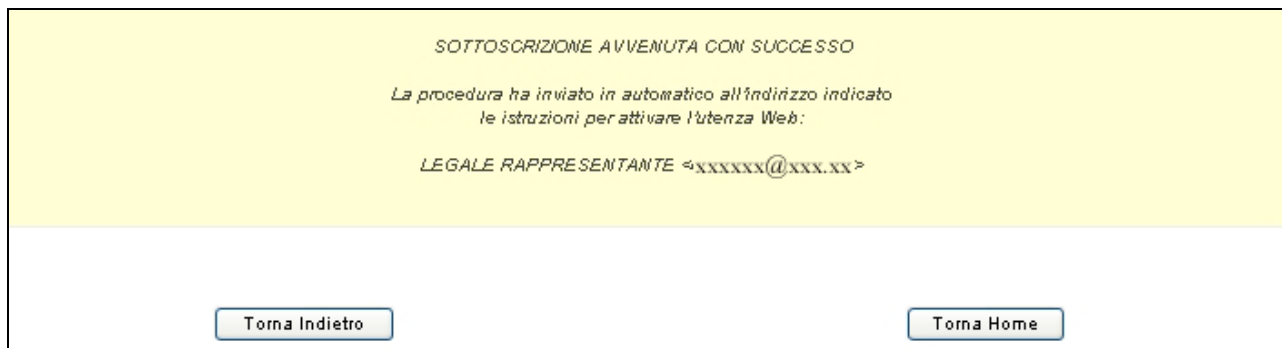 SOTTOSCRIZIONE AVVENUTA CON SUCCESSO
La procedura ha inviato in automatico all'indirizzo indicato
le istruzioni per attivare l'utenza Web:
LEGALE RAPPRESENTANTE <xxxxxx@xxx.xx>
Torna Indietro
Torna Home